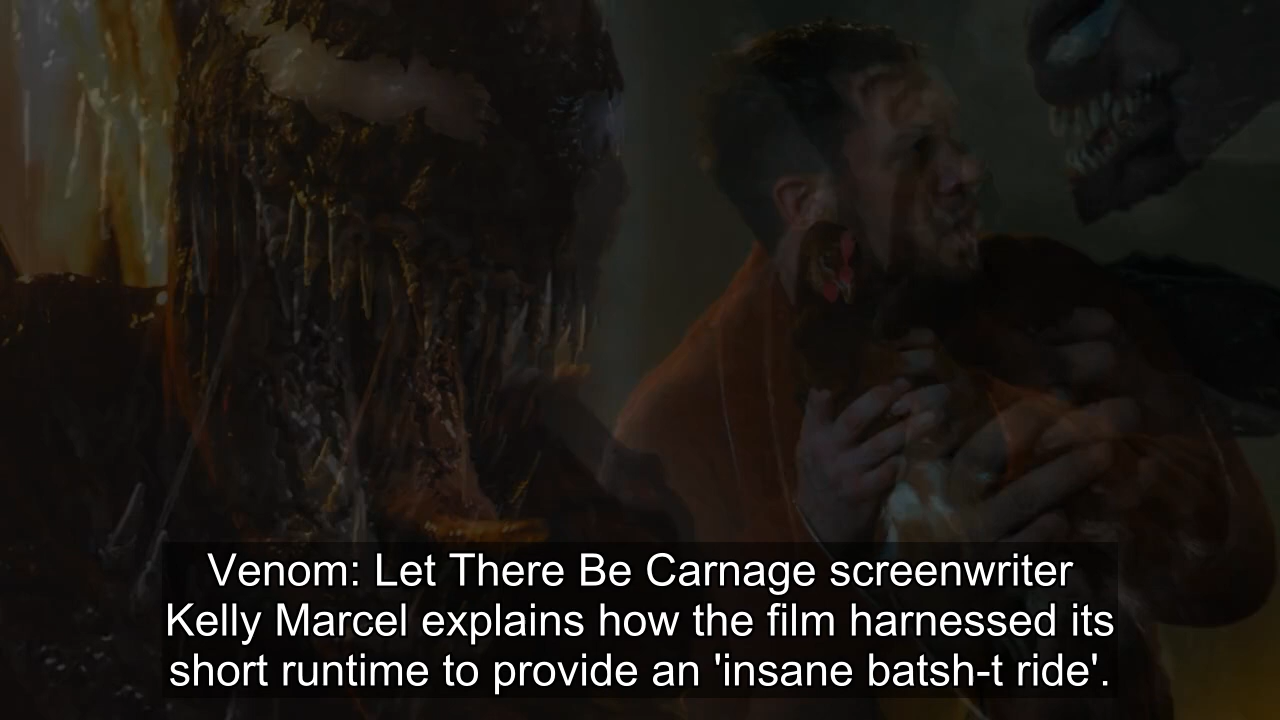 Venom: Let There Be Carnage screenwriter
Kelly Marcel explains how the film harnessed its
short runtime to provide an 'insane batsh-t ride'.